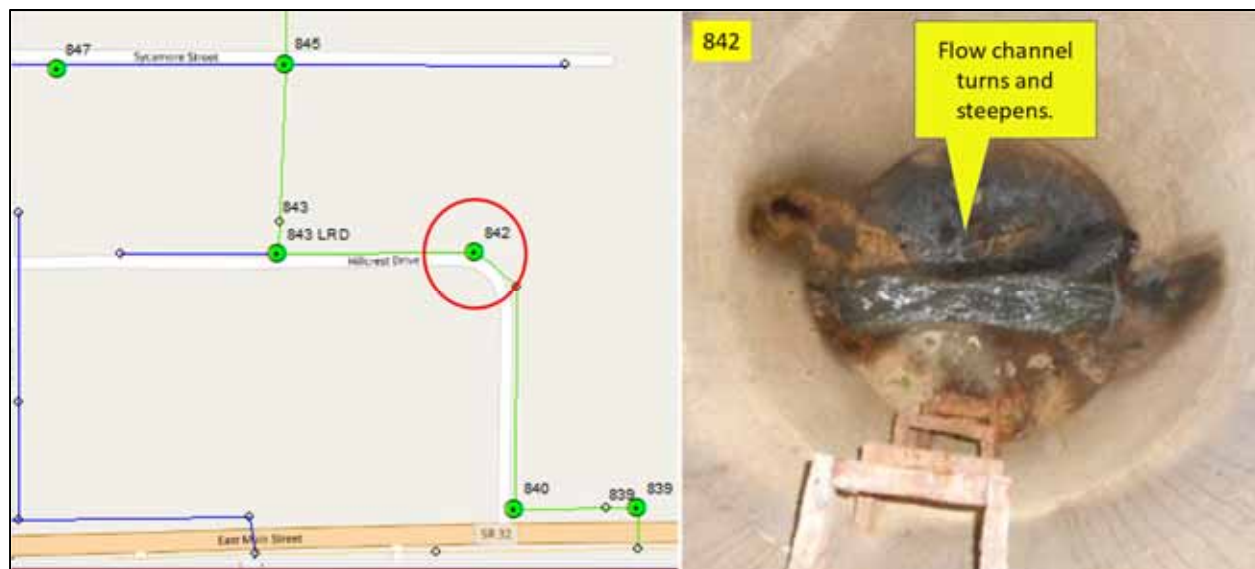 847
Sycamore Street
845
843
843 LRD
842
Hillcrest Drive
840
839
839
SR 32
East Main Street
842
Flow channel
turns and
steepens.